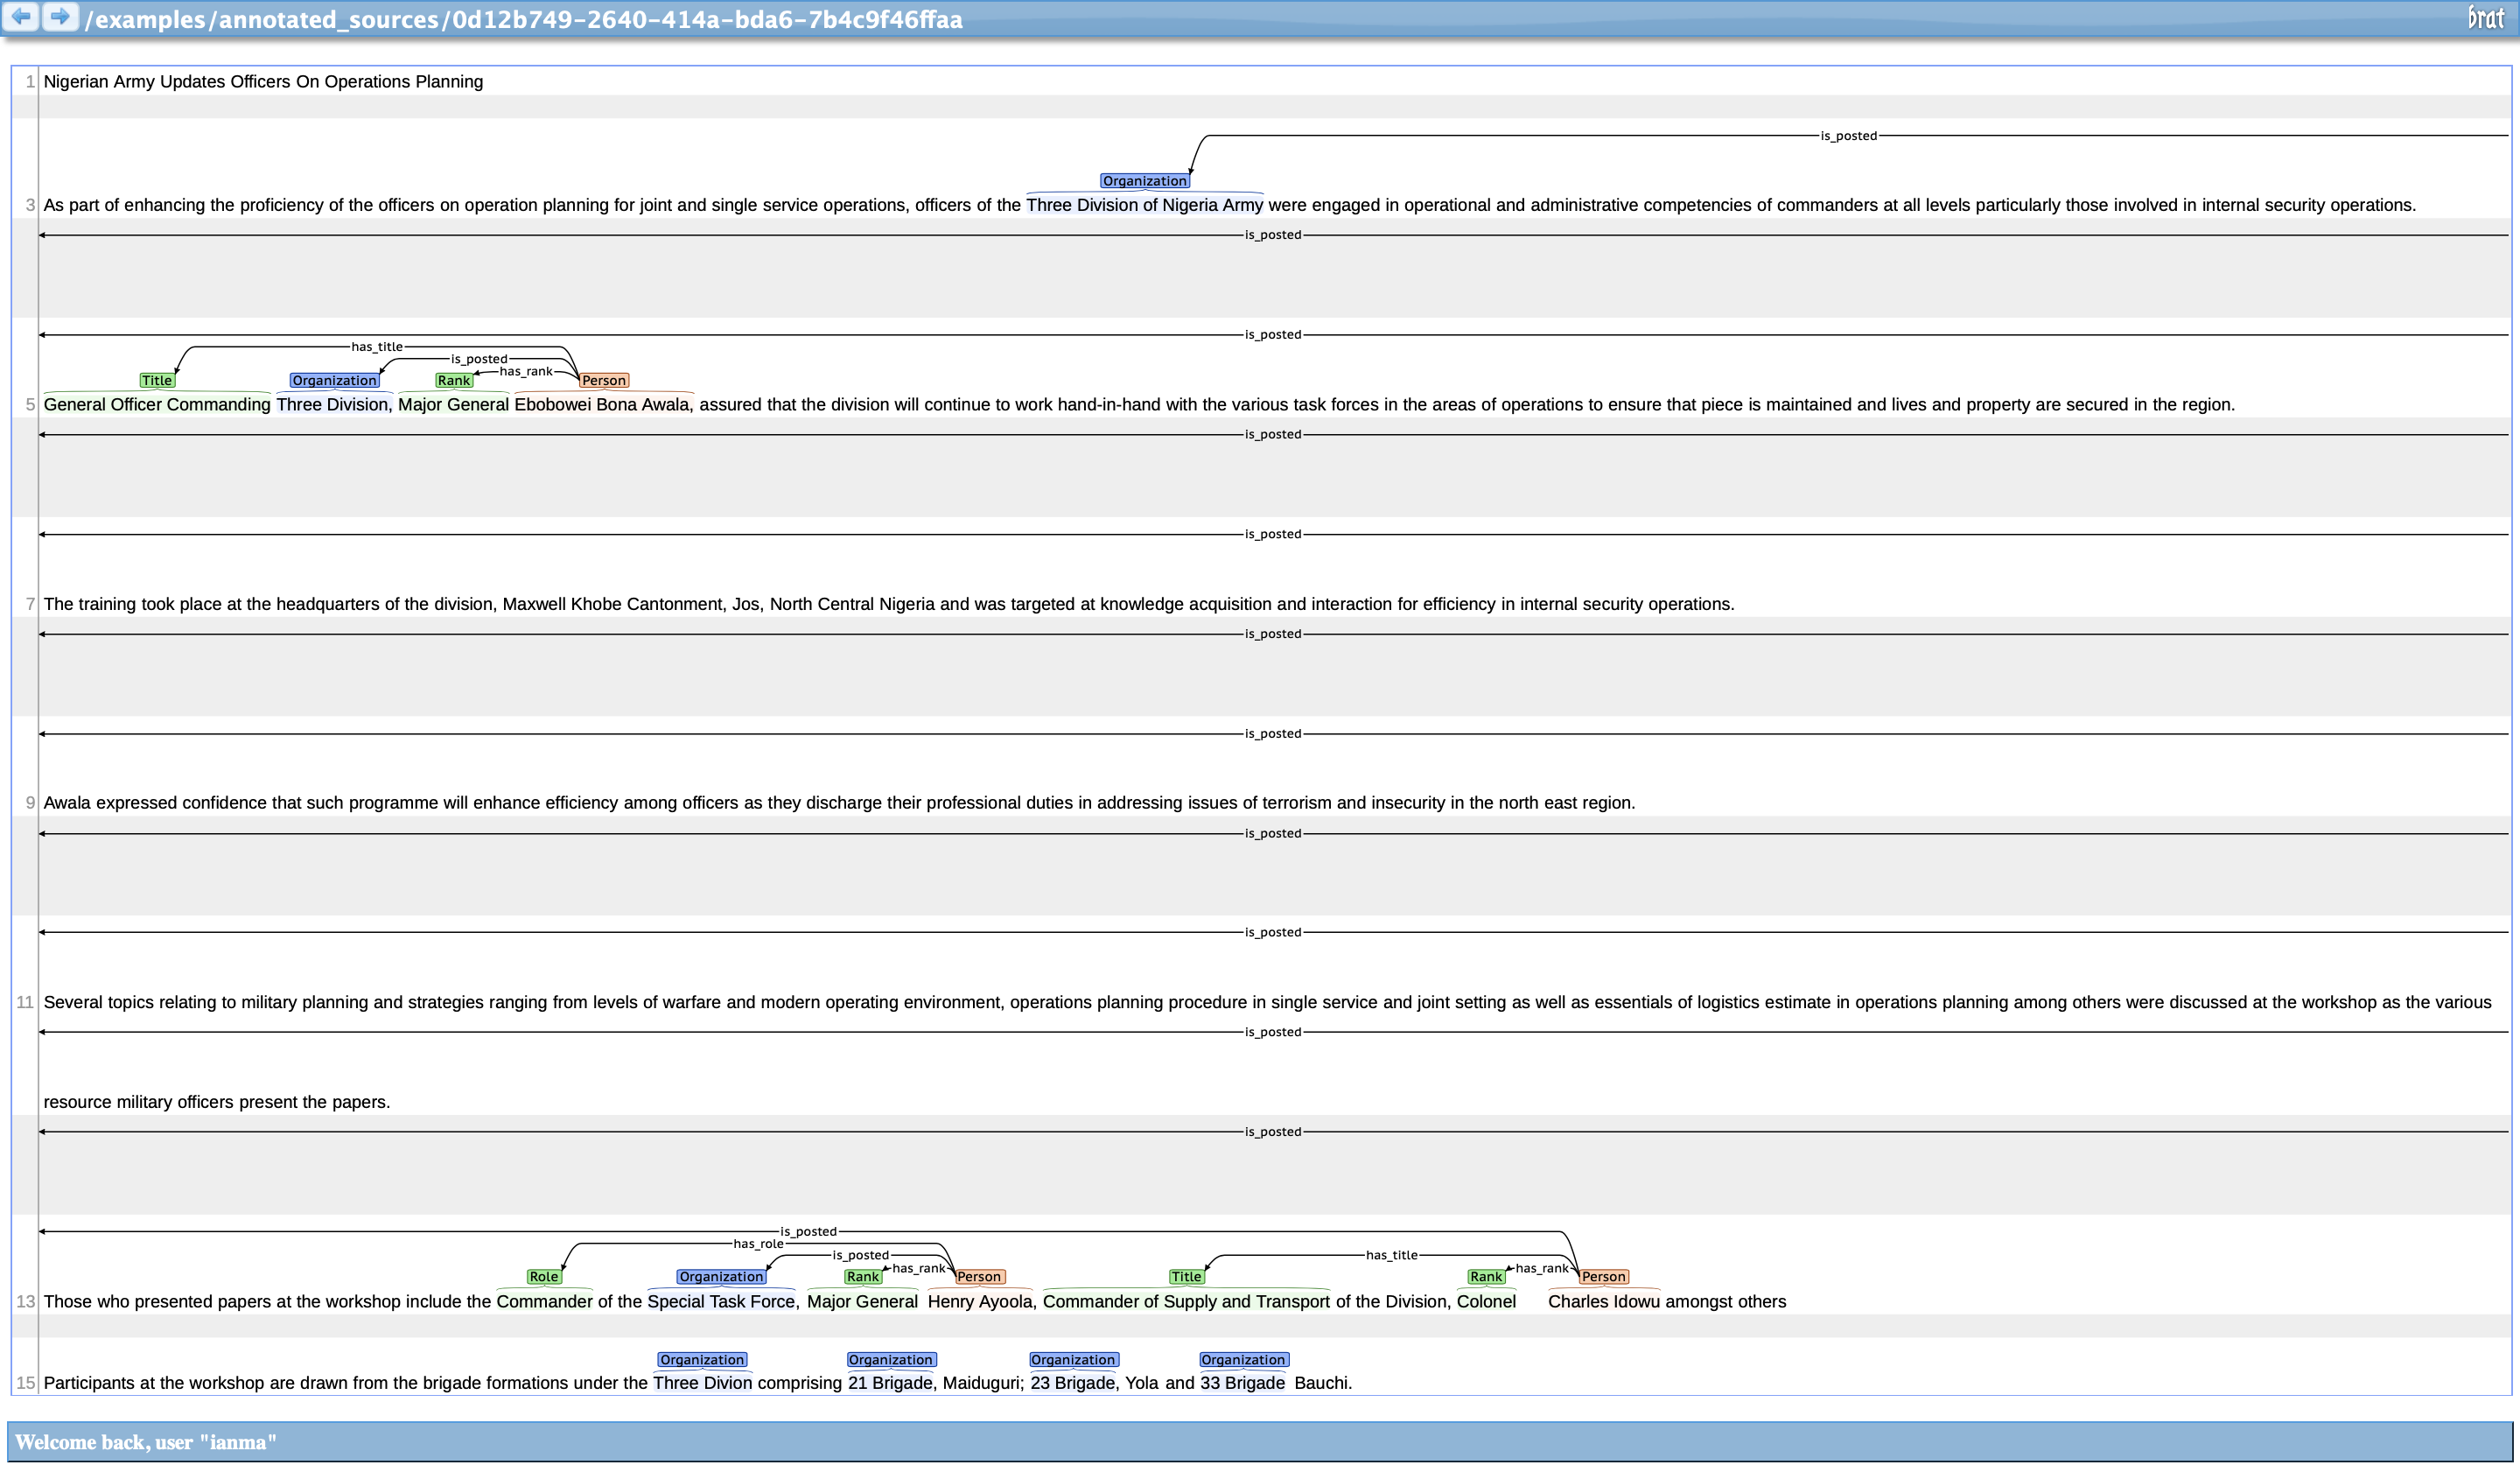 /examples/annotated_sources/0d12b749-2640-414a-bda6-7b4c9f46ffaa
brat
1 Nigerian Army Updates Officers On Operations Planning
is_posted
Organization
3 As part of enhancing the proficiency of the officers on operation planning for joint and single service operations, officers of the Three Division of Nigeria Army were engaged in operational and administrative competencies of commanders at all levels particularly those involved in internal security operations.
is_posted
is_posted
has_title
is_posted
has_rank
Title Organization Rank Person
5 General Officer Commanding Three Division, Major General Ebobowei Bona Awala, assured that the division will continue to work hand-in-hand with the various task forces in the areas of operations to ensure that piece is maintained and lives and property are secured in the region.
is_posted
is_posted
7 The training took place at the headquarters of the division, Maxwell Khobe Cantonment, Jos, North Central Nigeria and was targeted at knowledge acquisition and interaction for efficiency in internal security operations.
is_posted
is_posted
9 Awala expressed confidence that such programme will enhance efficiency among officers as they discharge their professional duties in addressing issues of terrorism and insecurity in the north east region.
is_posted
is_posted
11 Several topics relating to military planning and strategies ranging from levels of warfare and modern operating environment, operations planning procedure in single service and joint setting as well as essentials of logistics estimate in operations planning among others were discussed at the workshop as the various
is_posted
resource military officers present the papers.
is_posted
is_posted
has_role
is_posted has_title
has_rank has_rank
Role Organization Rank Person Title Rank Person
13 Those who presented papers at the workshop include the Commander of the Special Task Force, Major General Henry Ayoola, Commander of Supply and Transport of the Division, Colonel Charles Idowu amongst others
Organization Organization Organization Organization
15 Participants at the workshop are drawn from the brigade formations under the Three Divion comprising 21 Brigade, Maiduguri; 23 Brigade, Yola and 33 Brigade Bauchi.
Welcome back, user "ianma"